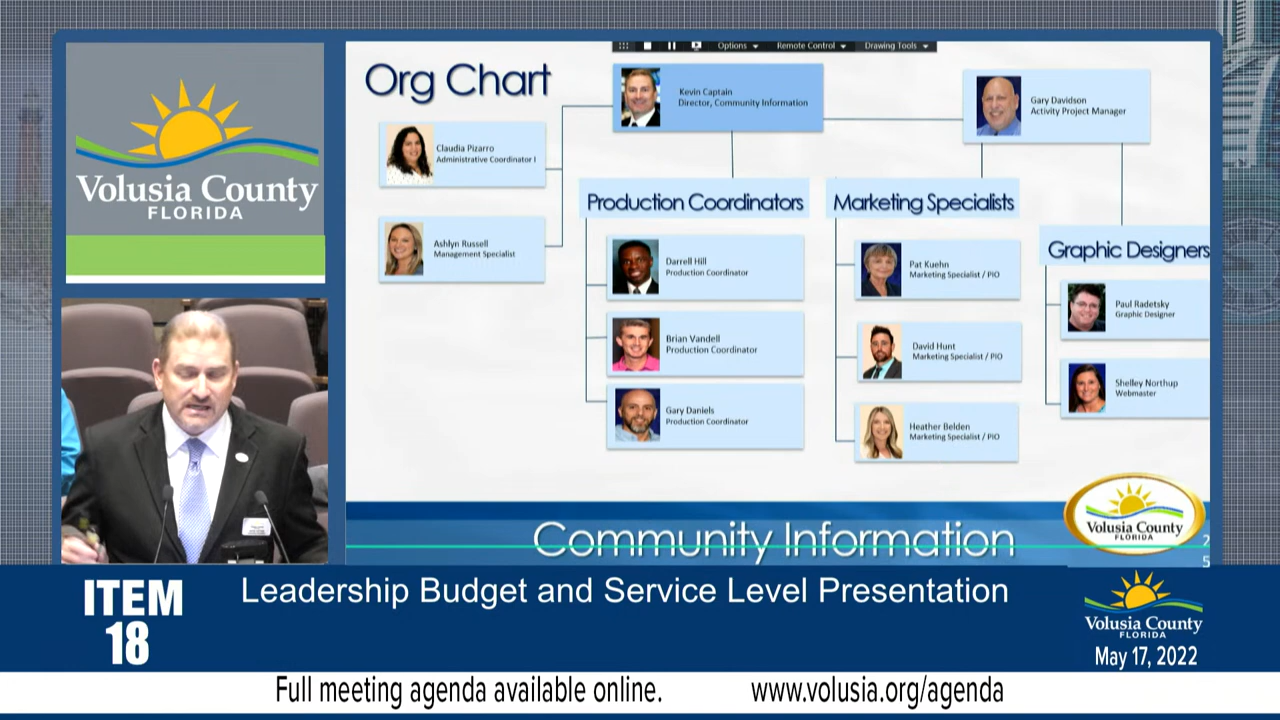 Volusia County
FLORIDA
Options
Remote Control
Drawing Tools
Org Chart
Kevin Captain
Director, Community Information
Gary Davidson
Activity Project Manager
Claudia Pizarro
Administrative Coordinator I
Ashlyn Russell
Management Specialist
Production Coordinators
Darrell Hill
Production Coordinator
Brian Vandell
Production Coordinator
Gary Daniels
Production Coordinator
Marketing Specialists
Pat Kuehn
Marketing Specialist / PIO
David Hunt
Marketing Specialist / PIO
Heather Belden
Marketing Specialist / PIO
Graphic Designers
Paul Radetsky
Graphic Designer
Shelley Northup
Webmaster
Community Information
Volusia County
FLORIDA
2
5
ITEM
18
Leadership Budget and Service Level Presentation
Volusia County
FLORIDA
May 17, 2022
Full meeting agenda available online.
www.volusia.org/agenda